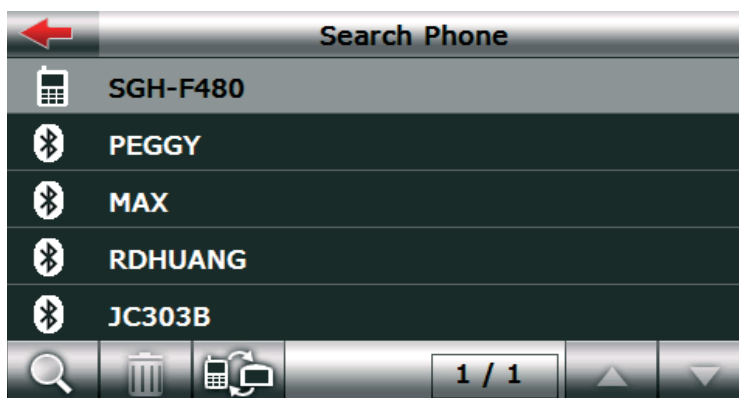 Search Phone
SGH-F480
PEGGY
MAX
RDHUANG
JC303B
1 / 1